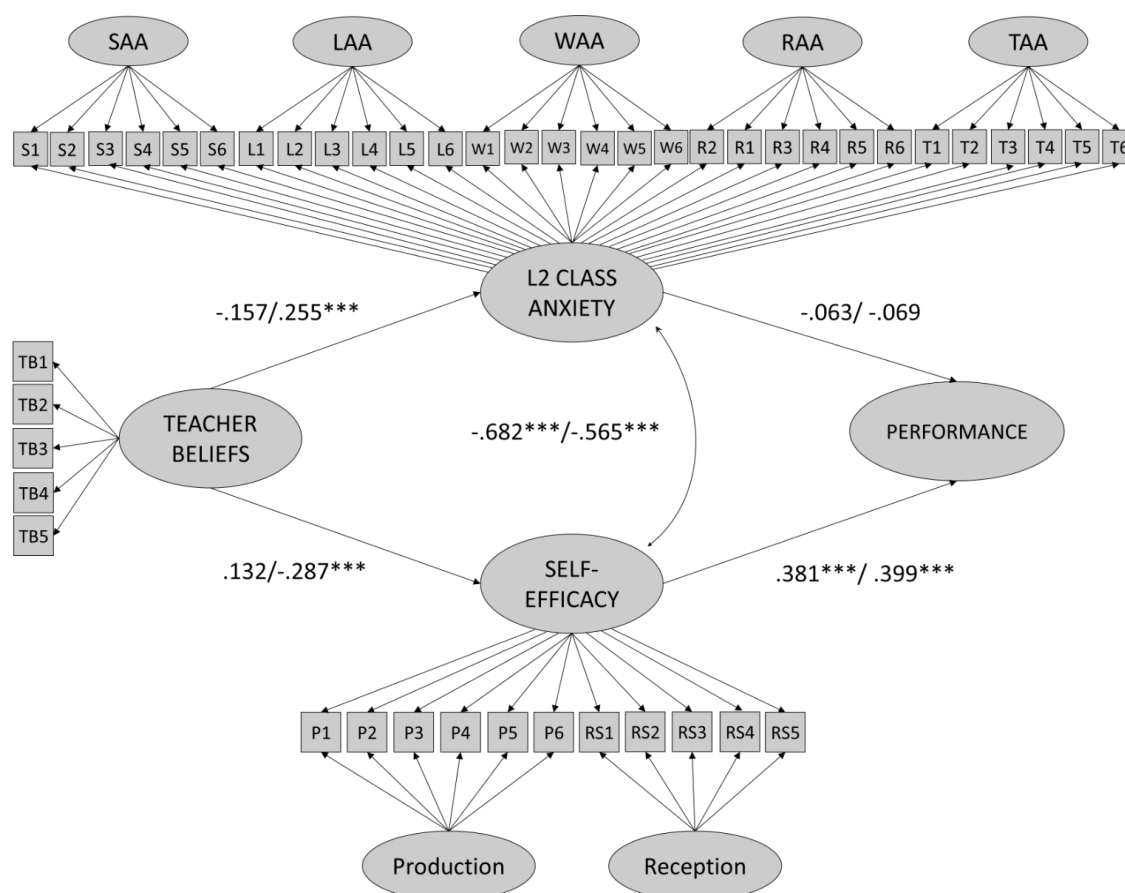 SAA LAA WAA RAA TAA
S1 S2 S3 S4 S5 S6 L1 L2 L3 L4 L5 L6 W1 W2 W3 W4 W5 W6 R2 R1 R3 R4 R5 R6 T1 T2 T3 T4 T5 T6
L2 CLASS
ANXIETY
-.157/.255***
-.063/ -.069
TB1
TB2
TB3
TB4
TB5
TEACHER
BELIEFS
-.682***/-.565***
PERFORMANCE
.132/-.287***
SELF-
EFFICACY
.381***/ .399***
P1 P2 P3 P4 P5 P6 RS1 RS2 RS3 RS4 RS5
Production Reception